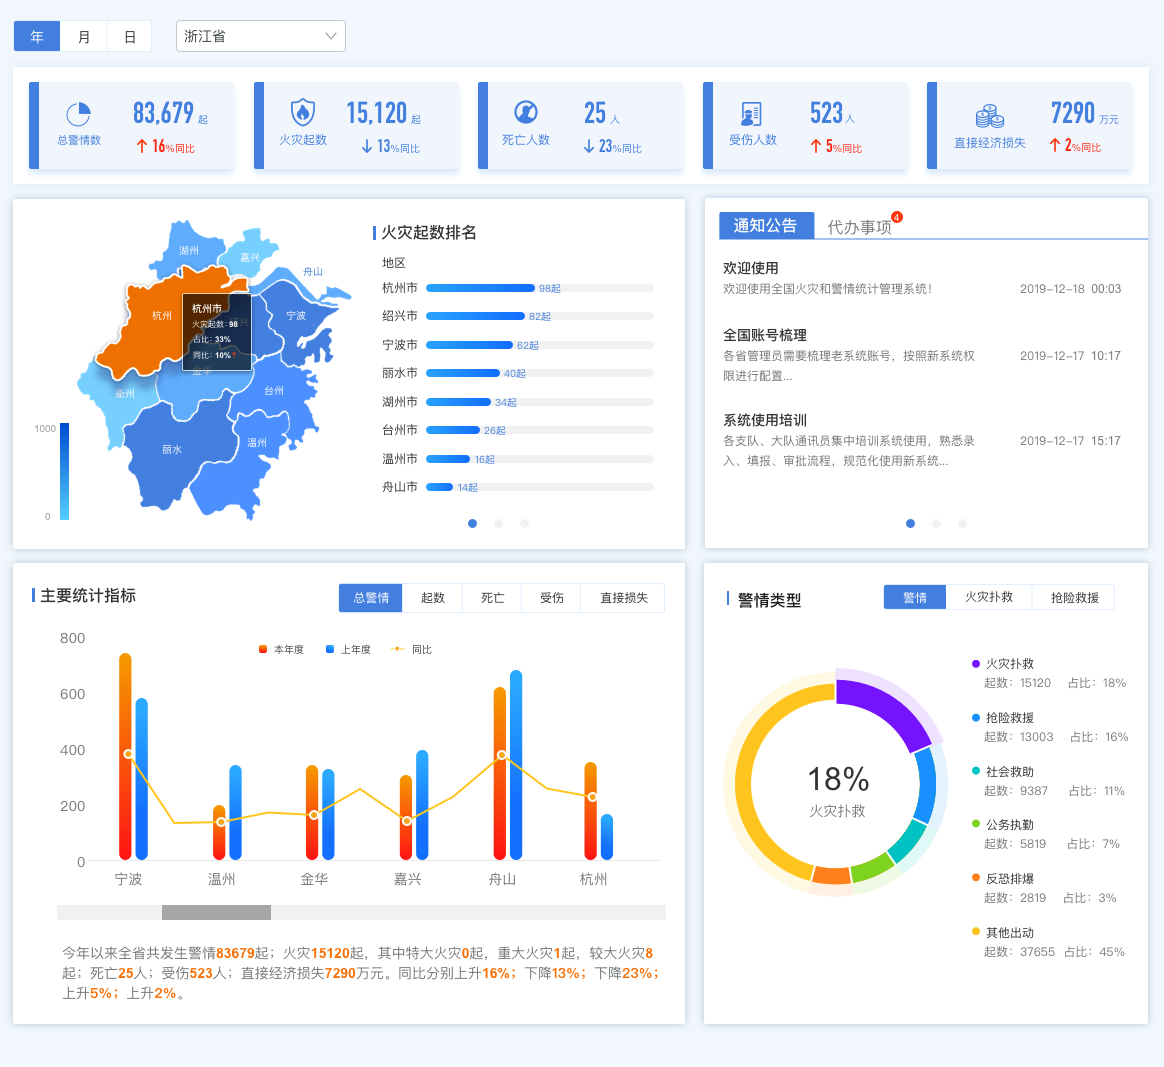 年 月 日 浙江省
83,679 起
总警情数
16%同比
15,120 起
火灾起数
13%同比
25 人
死亡人数
23%同比
523 人
受伤人数
5%同比
7290 万元
直接经济损失
2%同比
湖州
嘉兴
舟山
杭州
绍兴
宁波
金华
衢州
台州
丽水
温州
杭州市
火灾起数: 98
占比: 33%
同比: 10%
1000
0
火灾起数排名
地区
杭州市 98起
绍兴市 82起
宁波市 62起
丽水市 40起
湖州市 34起
台州市 26起
温州市 16起
舟山市 14起
通知公告 代办事项 4
欢迎使用
欢迎使用全国火灾和警情统计管理系统！ 2019-12-18 00:03
全国账号梳理
各省管理员需要梳理老系统账号，按照新系统权 2019-12-17 10:17
限进行配置...
系统使用培训
各支队、大队通讯员集中培训系统使用，熟悉录 2019-12-17 15:17
入、填报、审批流程，规范化使用新系统...
主要统计指标
总警情 起数 死亡 受伤 直接损失
本年度 上年度 同比
800
600
400
200
0
宁波 温州 金华 嘉兴 舟山 杭州
今年以来全省共发生警情83679起；火灾15120起，其中特大火灾0起，重大火灾1起，较大火灾8
起；死亡25人；受伤523人；直接经济损失7290万元。同比分别上升16%；下降13%；下降23%；
上升5%；上升2%。
警情类型
警情 火灾扑救 抢险救援
18%
火灾扑救
火灾扑救
起数：15120 占比：18%
抢险救援
起数：13003 占比：16%
社会救助
起数：9387 占比：11%
公务执勤
起数：5819 占比：7%
反恐排爆
起数：2819 占比：3%
其他出动
起数：37655 占比：45%